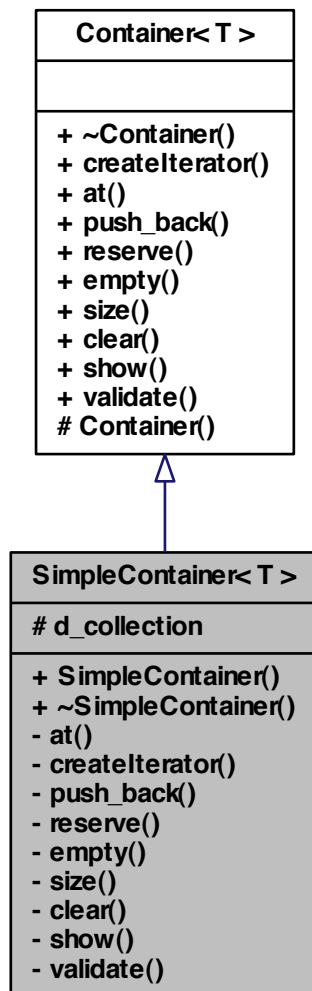 Container< T >
+ ~Container()
+ createIterator()
+ at()
+ push_back()
+ reserve()
+ empty()
+ size()
+ clear()
+ show()
+ validate()
# Container()
SimpleContainer< T >
# d_collection
+ SimpleContainer()
+ ~SimpleContainer()
- at()
- createIterator()
- push_back()
- reserve()
- empty()
- size()
- clear()
- show()
- validate()